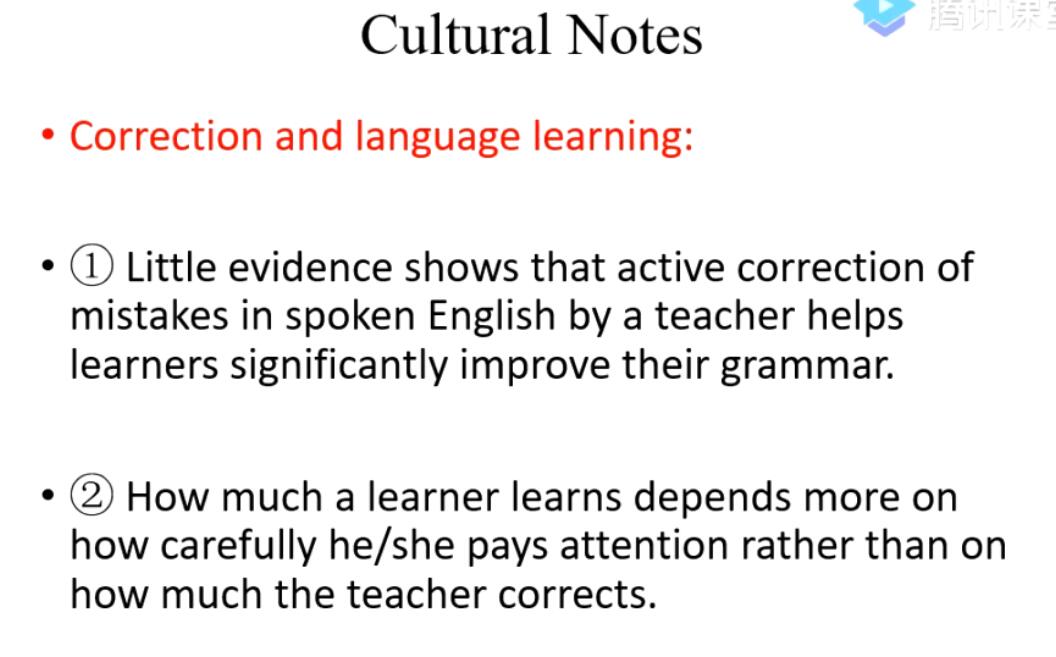 腾讯课堂
Cultural Notes
• Correction and language learning:
• ① Little evidence shows that active correction of
mistakes in spoken English by a teacher helps
learners significantly improve their grammar.
• ② How much a learner learns depends more on
how carefully he/she pays attention rather than on
how much the teacher corrects.